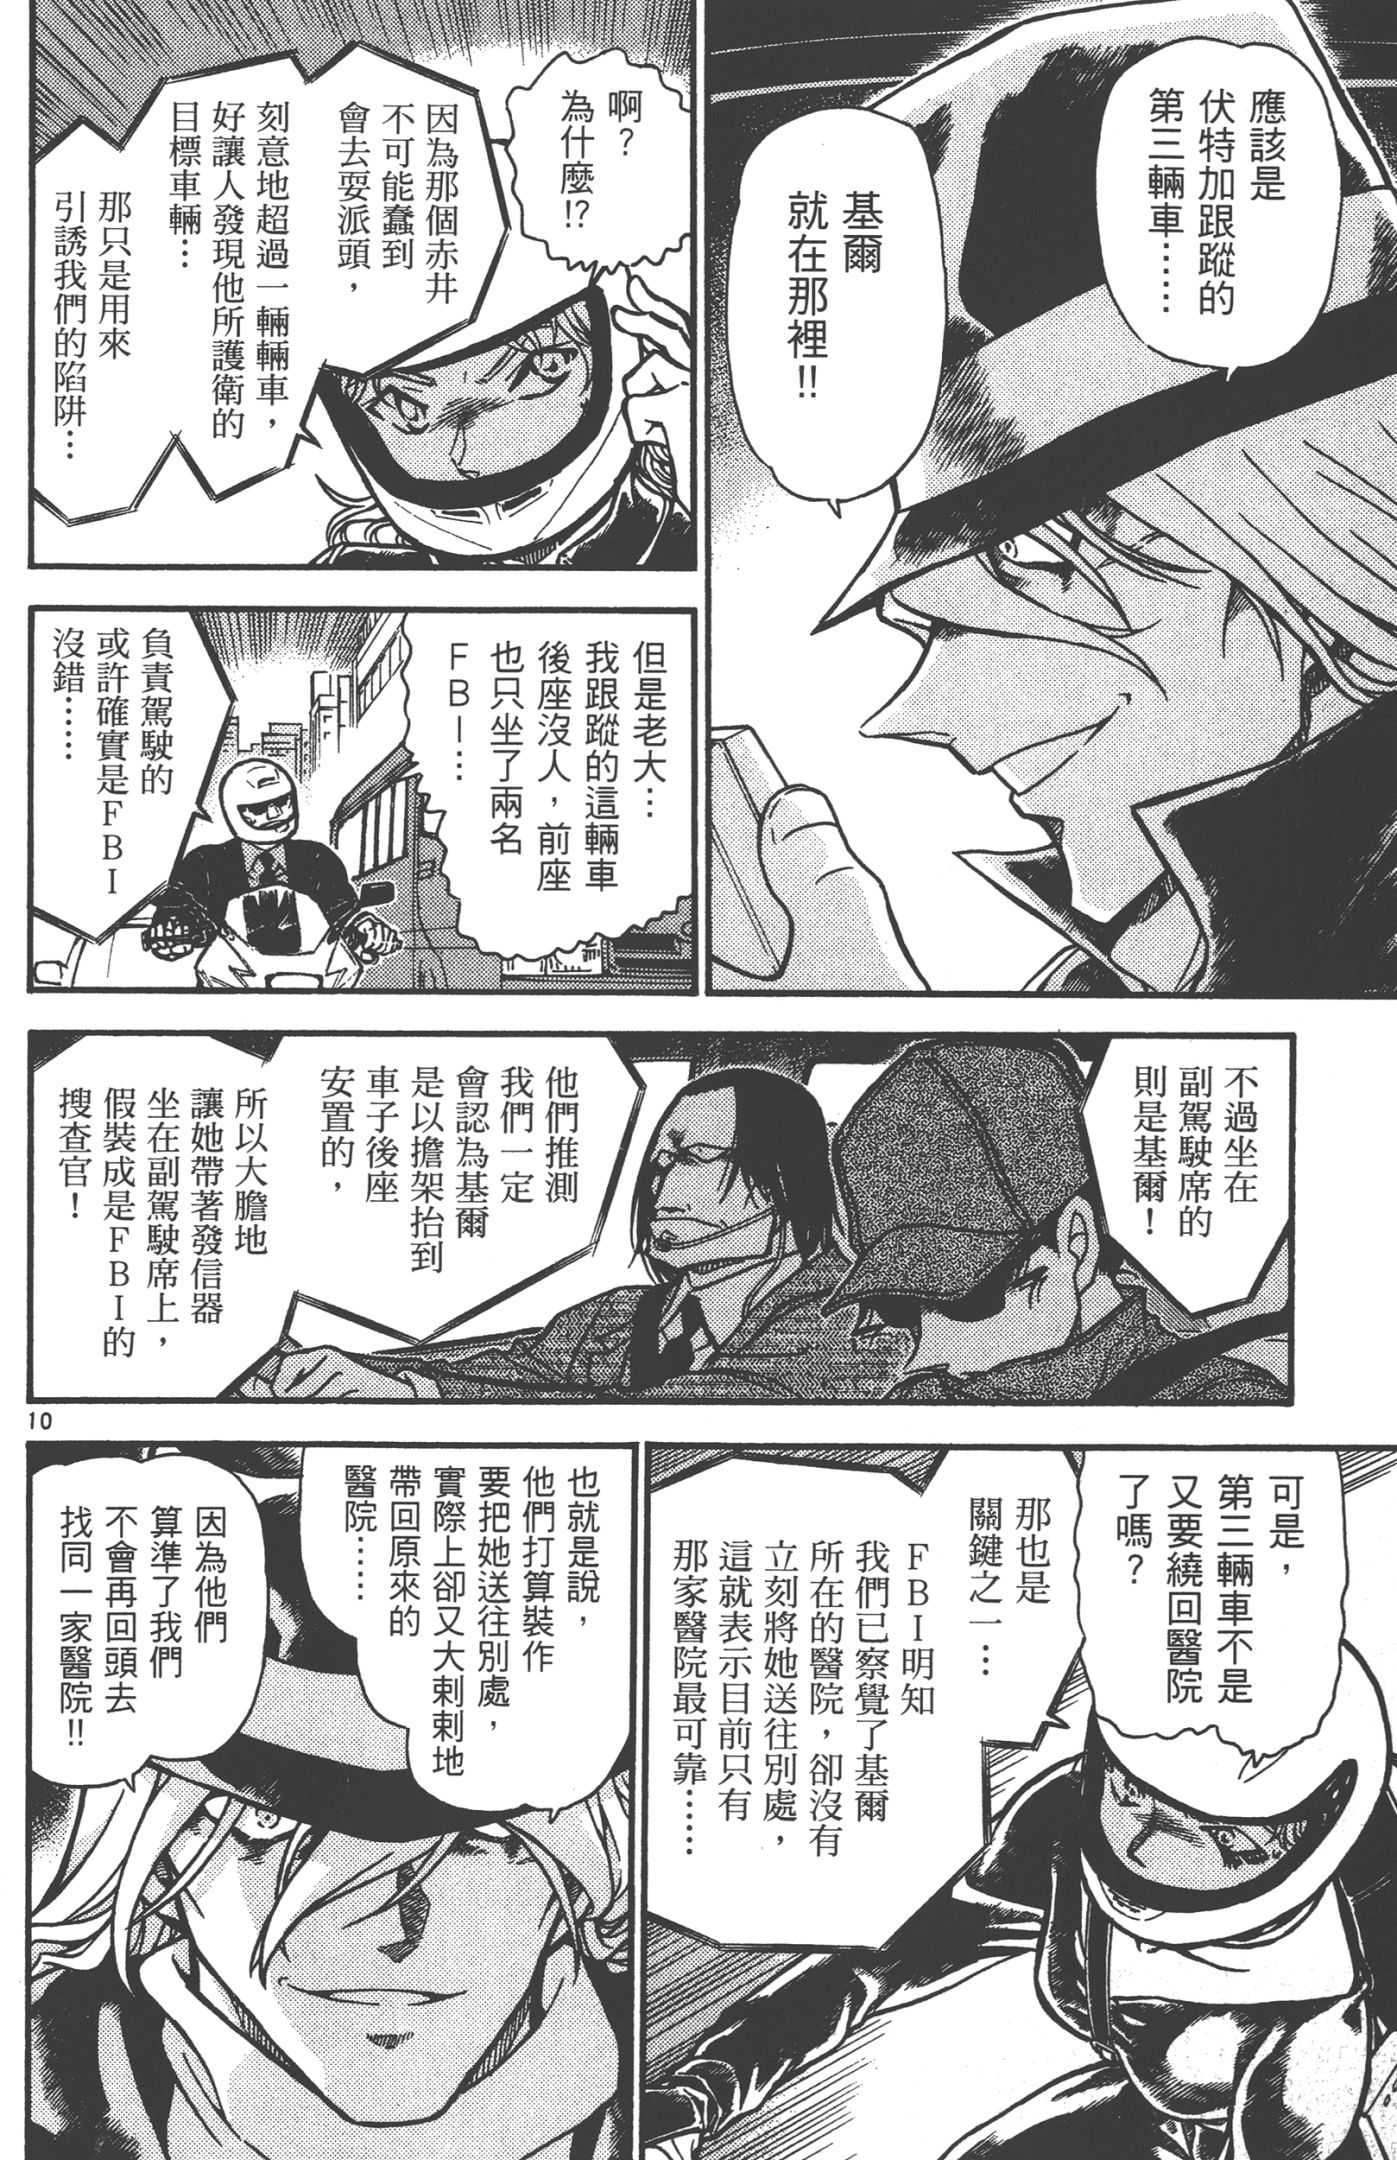 應該是
伏特加跟蹤的
第三輛車……
基爾
就在那裡!!
啊？
為什麼!?
因為那個赤井
不可能蠢到
會去耍派頭，
刻意地超過一輛輛車，
好讓人發現他所護衛的
目標車輛…
那只是用來
引誘我們的陷阱…
但是老大…
我跟蹤的這輛車
後座沒人，前座
也只坐了兩名
FBI…
負責駕駛的
或許確實是FBI
沒錯……
不過坐在
副駕駛席的
則是基爾！
他們推測
我們一定
會認為基爾
是以擔架抬到
車子後座
安置的，
所以大膽地
讓她帶著發信器
坐在副駕駛席上，
假裝成是FBI的
搜查官！
10
可是，
第三輛車不是
又要繞回醫院
了嗎？
那也是
關鍵之一…
FBI明知
我們已察覺了基爾
所在的醫院，卻沒有
立刻將她送往別處，
這就表示目前只有
那家醫院最可靠……
也就是說，
他們打算裝作
要把她送往別處，
實際上卻又大剌剌地
帶回原來的
醫院……
因為他們
算準了我們
不會再回頭去
找同一家醫院!!